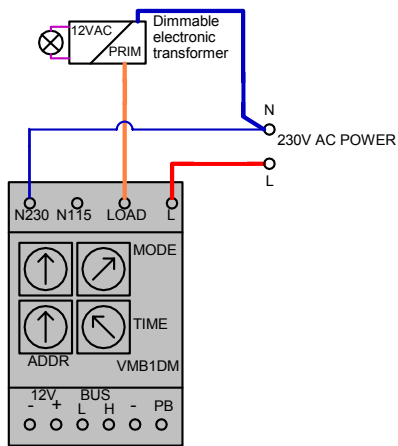 12VAC
PRIM
Dimmable
electronic
transformer
N
230V AC POWER
L
N230 N115 LOAD L
MODE
TIME
ADDR
VMB1DM
12V BUS
- + L H - PB